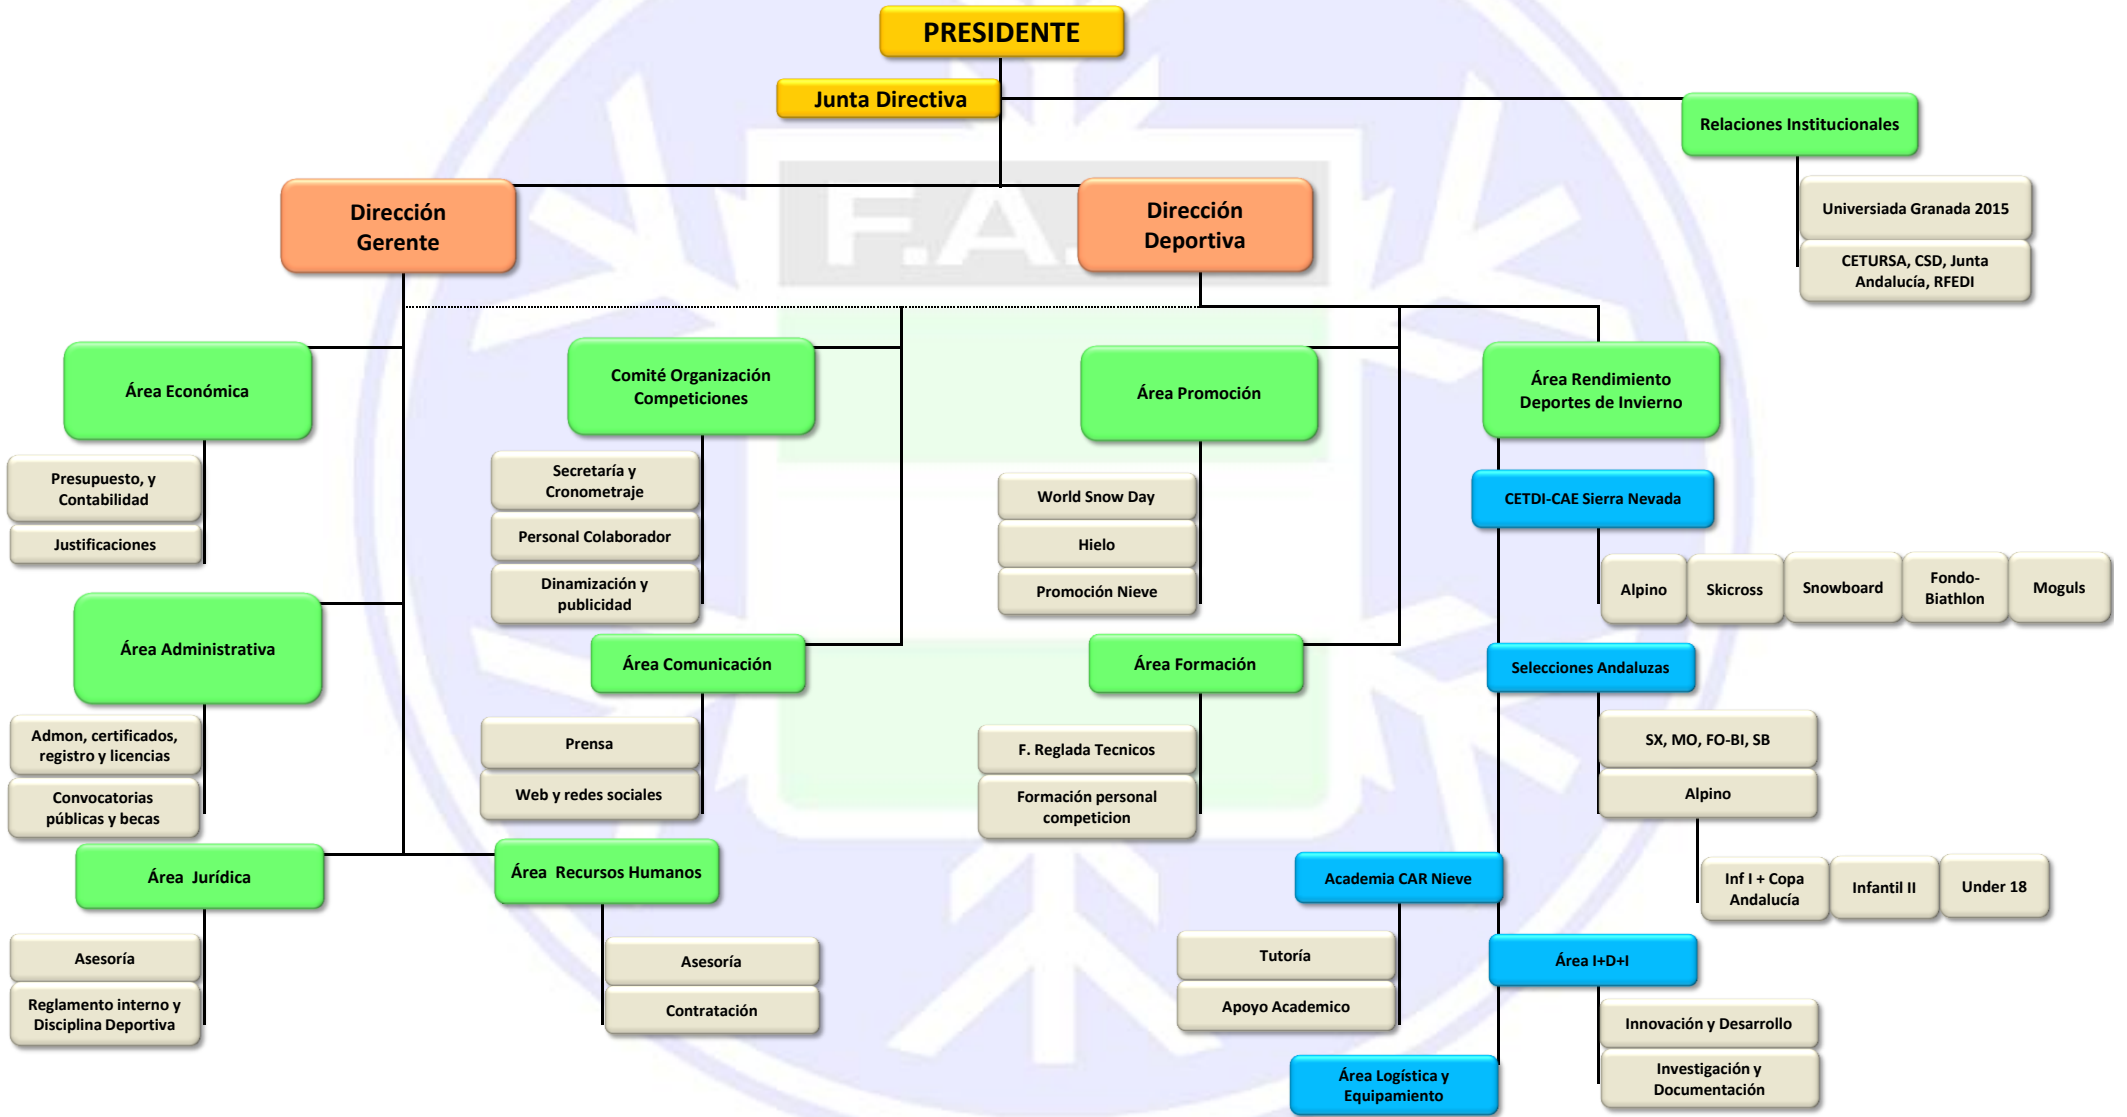 PRESIDENTE
Junta Directiva
Relaciones Institucionales
Universiada Granada 2015
CETURSA, CSD, Junta
Andalucía, RFEDI
Dirección
Gerente
Dirección
Deportiva
F.A.
Área Económica
Presupuesto, y
Contabilidad
Justificaciones
Área Administrativa
Admon, certificados,
registro y licencias
Convocatorias
públicas y becas
Área  Jurídica
Asesoría
Reglamento interno y
Disciplina Deportiva
Área  Recursos Humanos
Asesoría
Contratación
Comité Organización
Competiciones
Secretaría y
Cronometraje
Personal Colaborador
Dinamización y
publicidad
Área Comunicación
Prensa
Web y redes sociales
Área Promoción
World Snow Day
Hielo
Promoción Nieve
Área Formación
F. Reglada Tecnicos
Formación personal
competicion
Área Rendimiento
Deportes de Invierno
CETDI-CAE Sierra Nevada
Alpino
Skicross
Snowboard
Fondo-
Biathlon
Moguls
Selecciones Andaluzas
SX, MO, FO-BI, SB
Alpino
Inf I + Copa
Andalucía
Infantil II
Under 18
Academia CAR Nieve
Tutoría
Apoyo Academico
Área I+D+I
Innovación y Desarrollo
Investigación y
Documentación
Área Logística y
Equipamiento